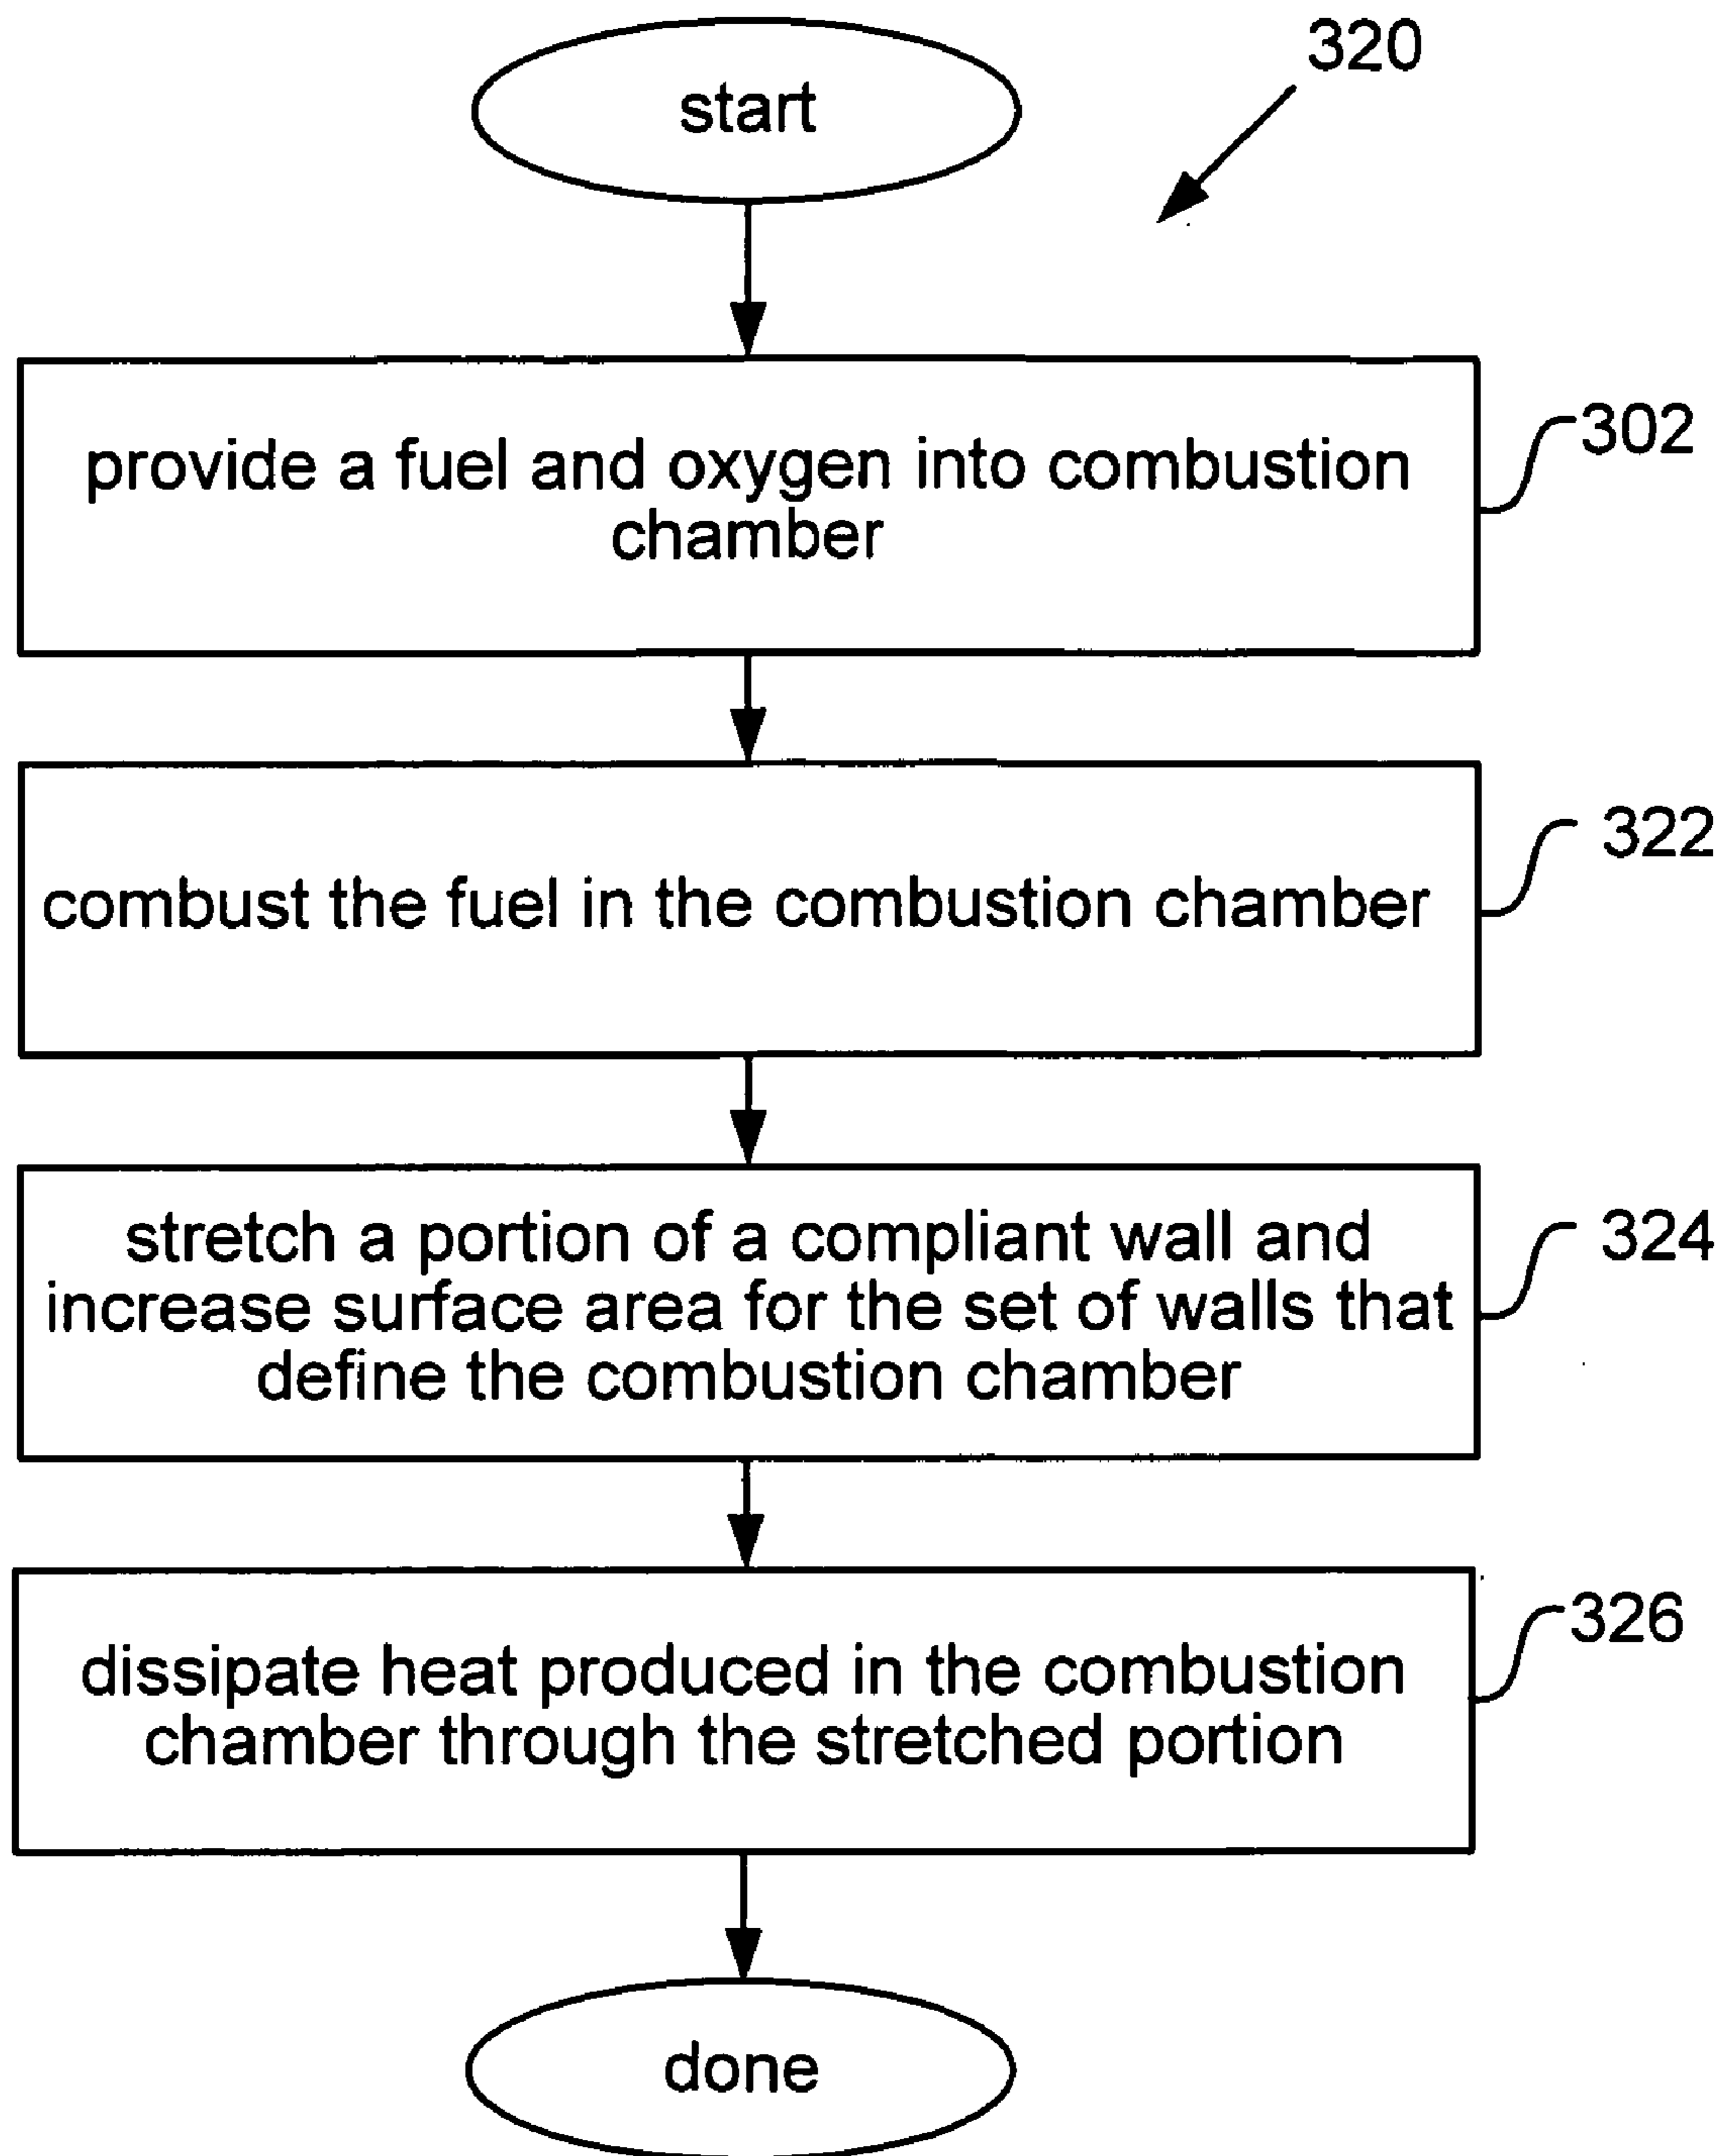 320
start
provide a fuel and oxygen into combustion
chamber
302
combust the fuel in the combustion chamber
322
stretch a portion of a compliant wall and
increase surface area for the set of walls that
define the combustion chamber
324
dissipate heat produced in the combustion
chamber through the stretched portion
326
done